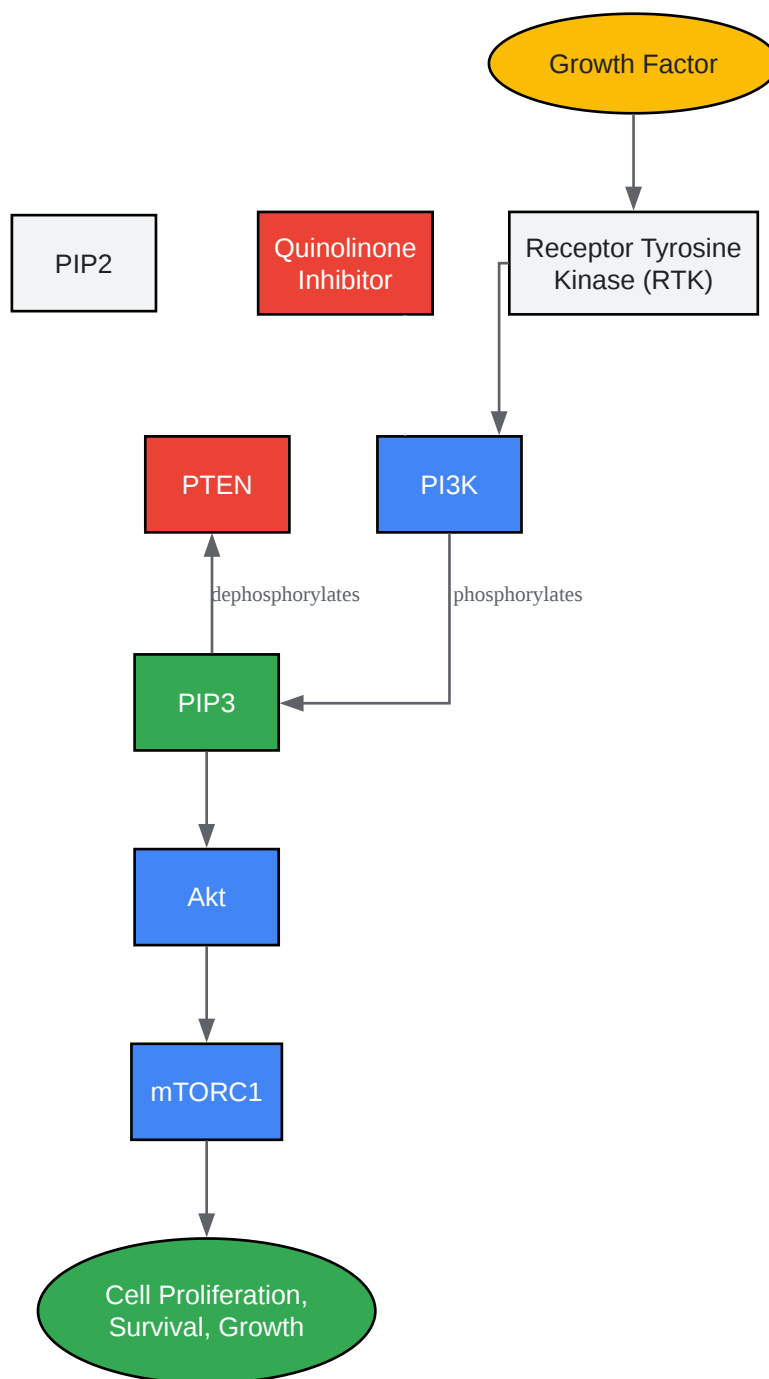 Growth Factor
PIP2
Quinolinone
Inhibitor
Receptor Tyrosine
Kinase (RTK)
PTEN
PI3K
dephosphorylates
phosphorylates
PIP3
Akt
mTORC1
Cell Proliferation,
Survival, Growth